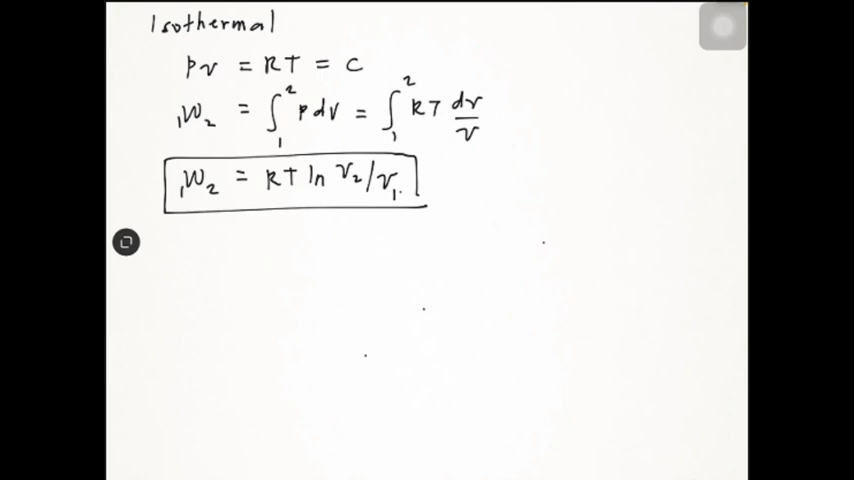 Isothermal
pv = RT = C
₁W₂ = ∫₁² p dv = ∫₁² RT dv/v
₁W₂ = RT ln v₂/v₁.